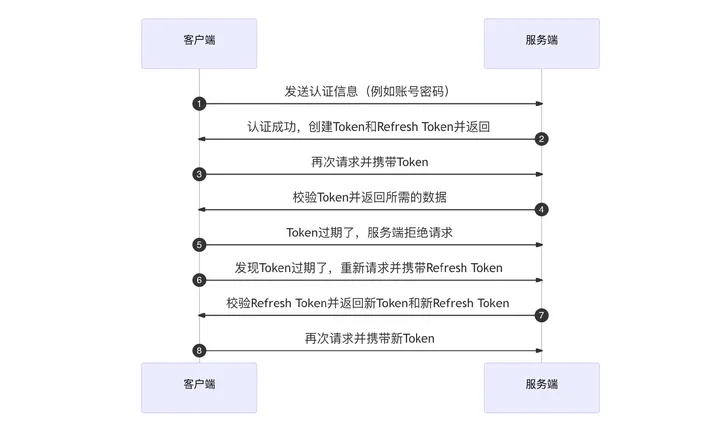 客户端 服务端
发送认证信息（例如账号密码）
1
认证成功，创建Token和Refresh Token并返回
2
再次请求并携带Token
3
校验Token并返回所需的数据
4
Token过期了，服务端拒绝请求
5
发现Token过期了，重新请求并携带Refresh Token
6
校验Refresh Token并返回新Token和新Refresh Token
7
再次请求并携带新Token
8
客户端 服务端